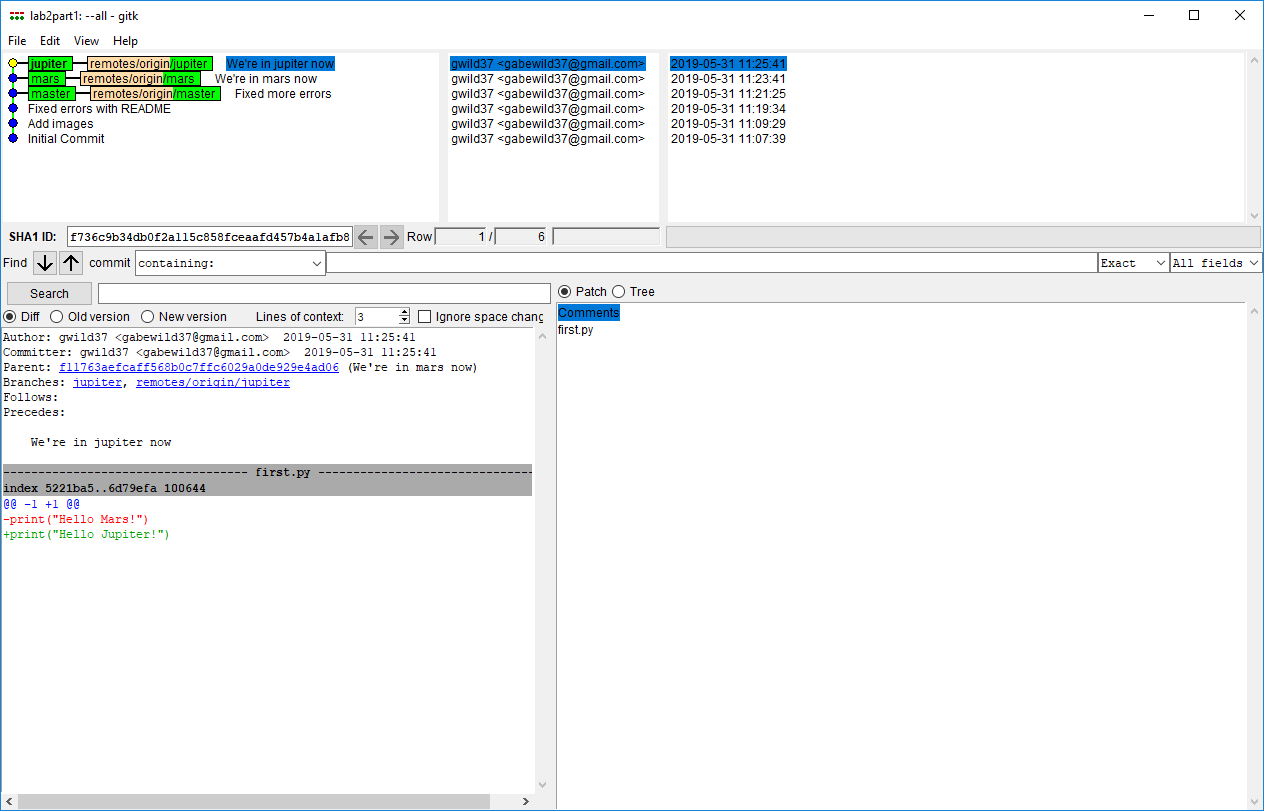 lab2part1: --all - gitk
File Edit View Help
jupiter remotes/origin/jupiter We're in jupiter now gwild37 <gabewild37@gmail.com> 2019-05-31 11:25:41
mars remotes/origin/mars We're in mars now gwild37 <gabewild37@gmail.com> 2019-05-31 11:23:41
master remotes/origin/master Fixed more errors gwild37 <gabewild37@gmail.com> 2019-05-31 11:21:25
Fixed errors with README gwild37 <gabewild37@gmail.com> 2019-05-31 11:19:34
Add images gwild37 <gabewild37@gmail.com> 2019-05-31 11:09:29
Initial Commit gwild37 <gabewild37@gmail.com> 2019-05-31 11:07:39
SHA1 ID: f736c9b34db0f2a115c858fceaafd457b4a1afb8 Row 1 / 6
Find commit containing: Exact All fields
Search Patch Tree
Diff Old version New version Lines of context: 3 Ignore space chang
Comments
first.py
Author: gwild37 <gabewild37@gmail.com> 2019-05-31 11:25:41
Committer: gwild37 <gabewild37@gmail.com> 2019-05-31 11:25:41
Parent: f11763aefcaff568b0c7ffc6029a0de929e4ad06 (We're in mars now)
Branches: jupiter, remotes/origin/jupiter
Follows:
Precedes:
We're in jupiter now
----------------------------------- first.py -------------------------------
index 5221ba5..6d79efa 100644
@@ -1 +1 @@
-print("Hello Mars!")
+print("Hello Jupiter!")